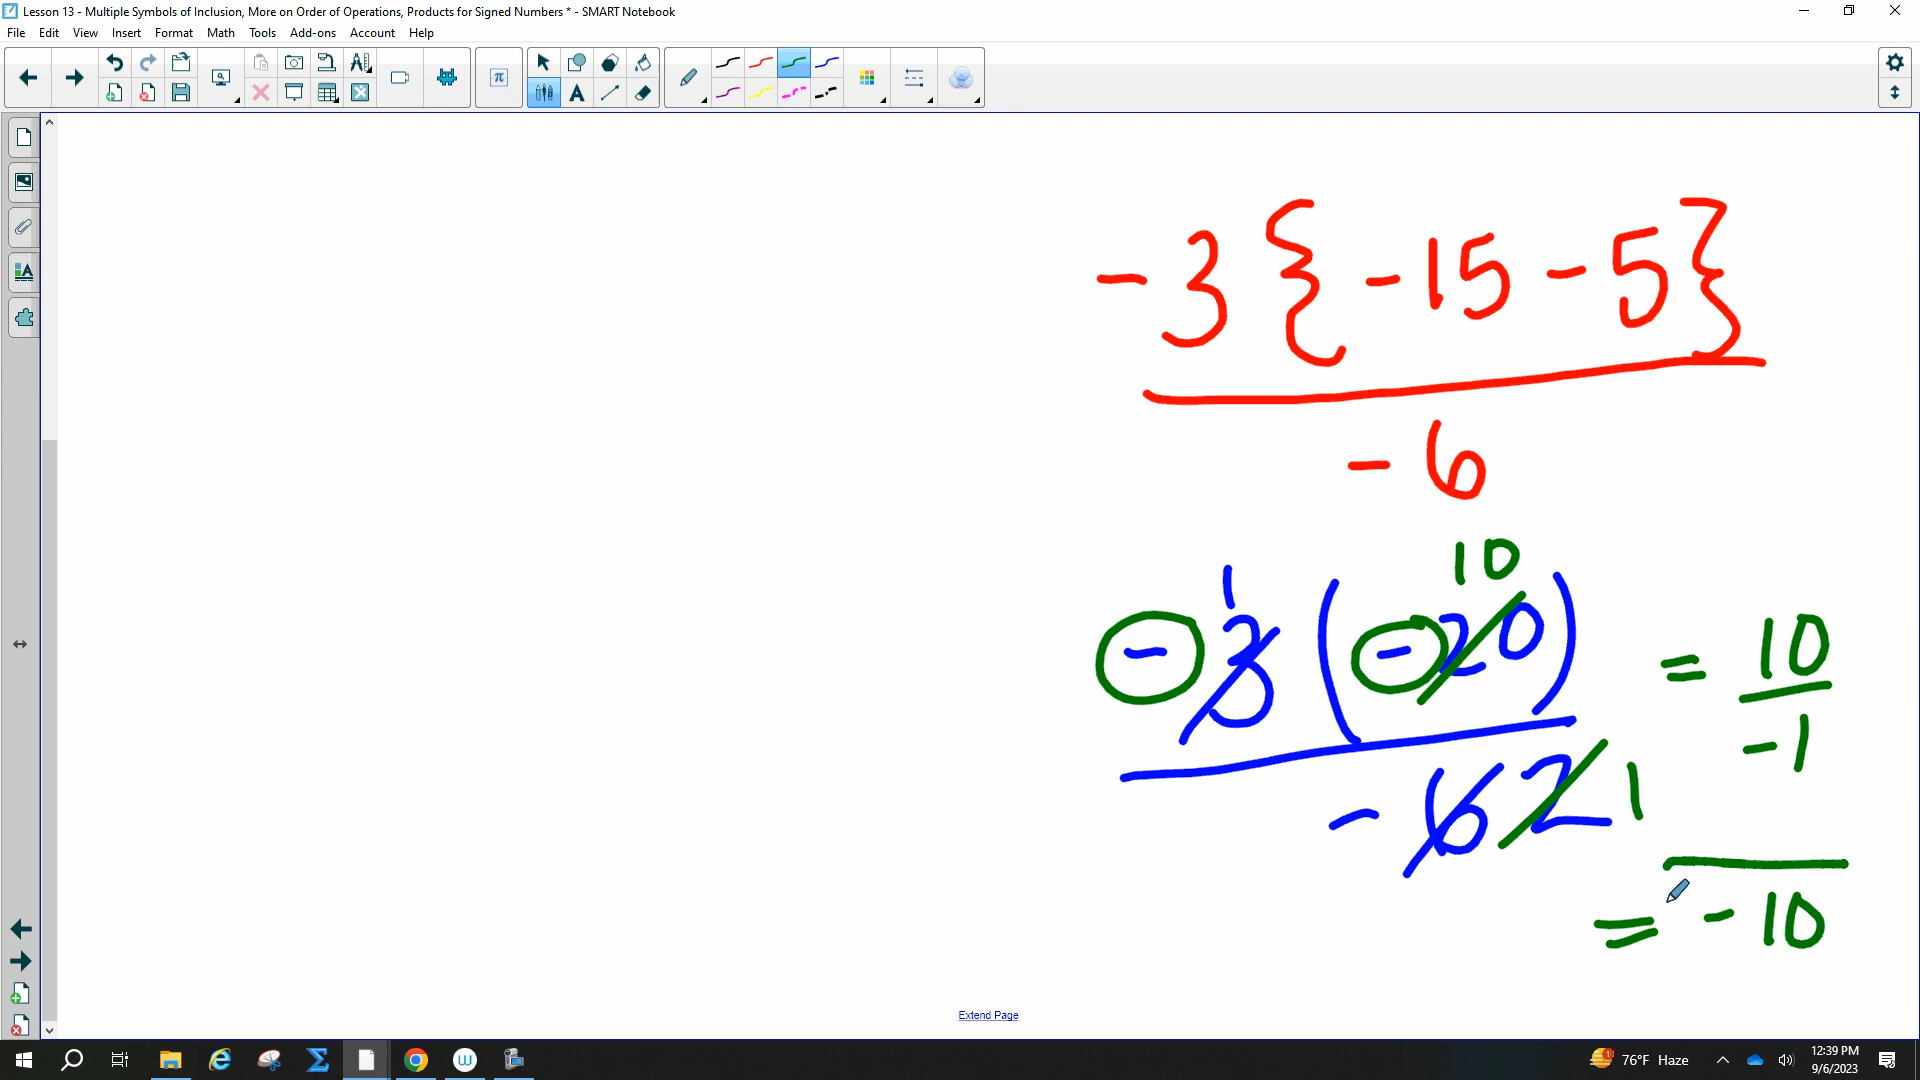 Lesson 13 - Multiple Symbols of Inclusion, More on Order of Operations, Products for Signed Numbers * - SMART Notebook
File Edit View Insert Format Math Tools Add-ons Account Help
-3{-15-5}
-6
10
1
-3(-20) = 10
-1
-62 1
= -10
Extend Page
76°F Haze
12:39 PM
9/6/2023